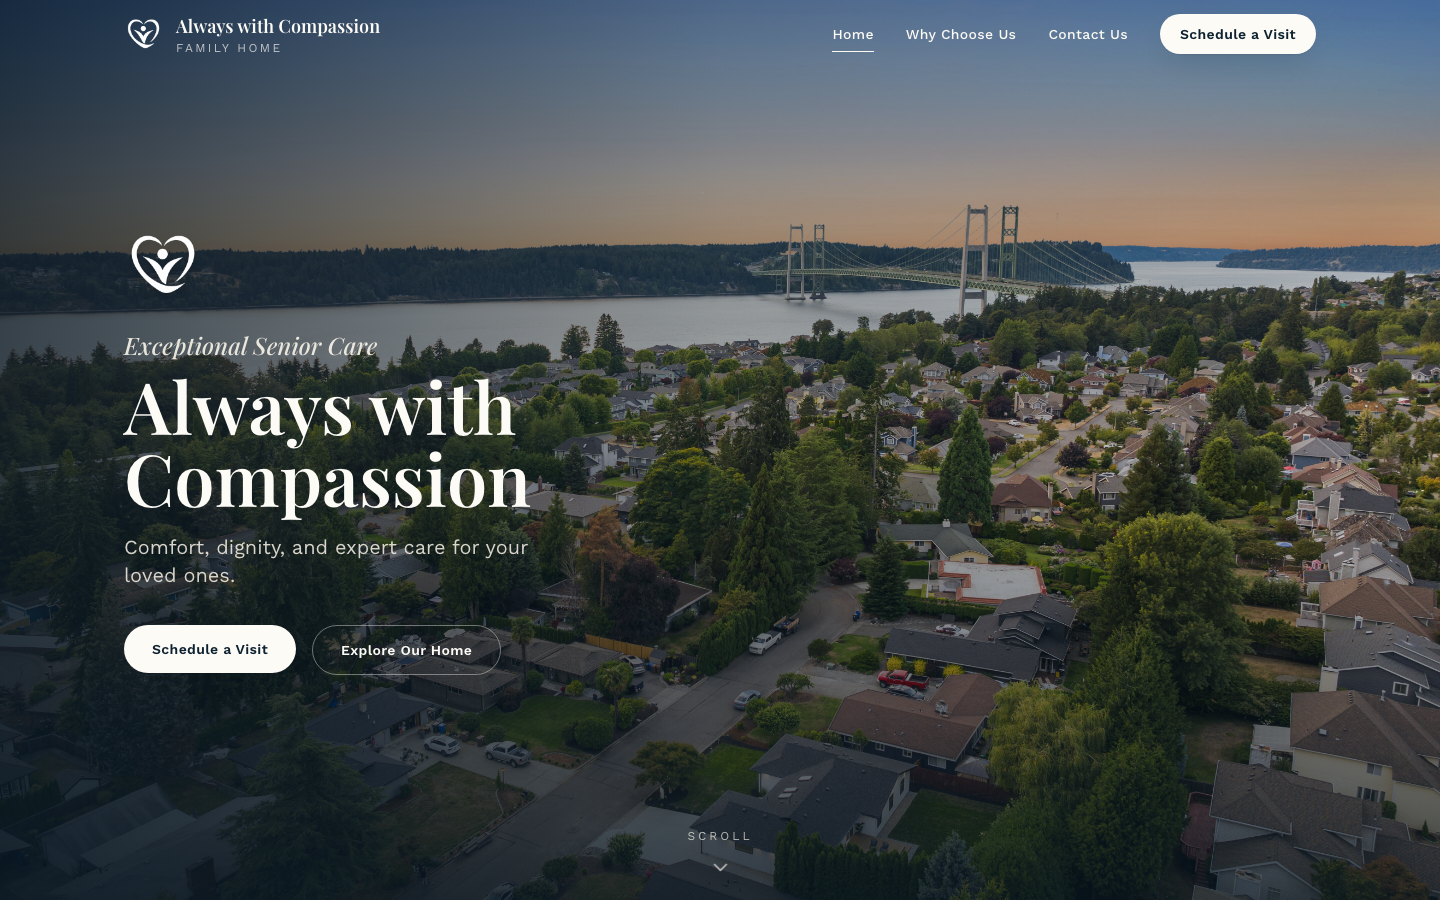 Always with Compassion
FAMILY HOME
Home
Why Choose Us
Contact Us
Schedule a Visit
Exceptional Senior Care
Always with
Compassion
Comfort, dignity, and expert care for your
loved ones.
Schedule a Visit
Explore Our Home
SCROLL